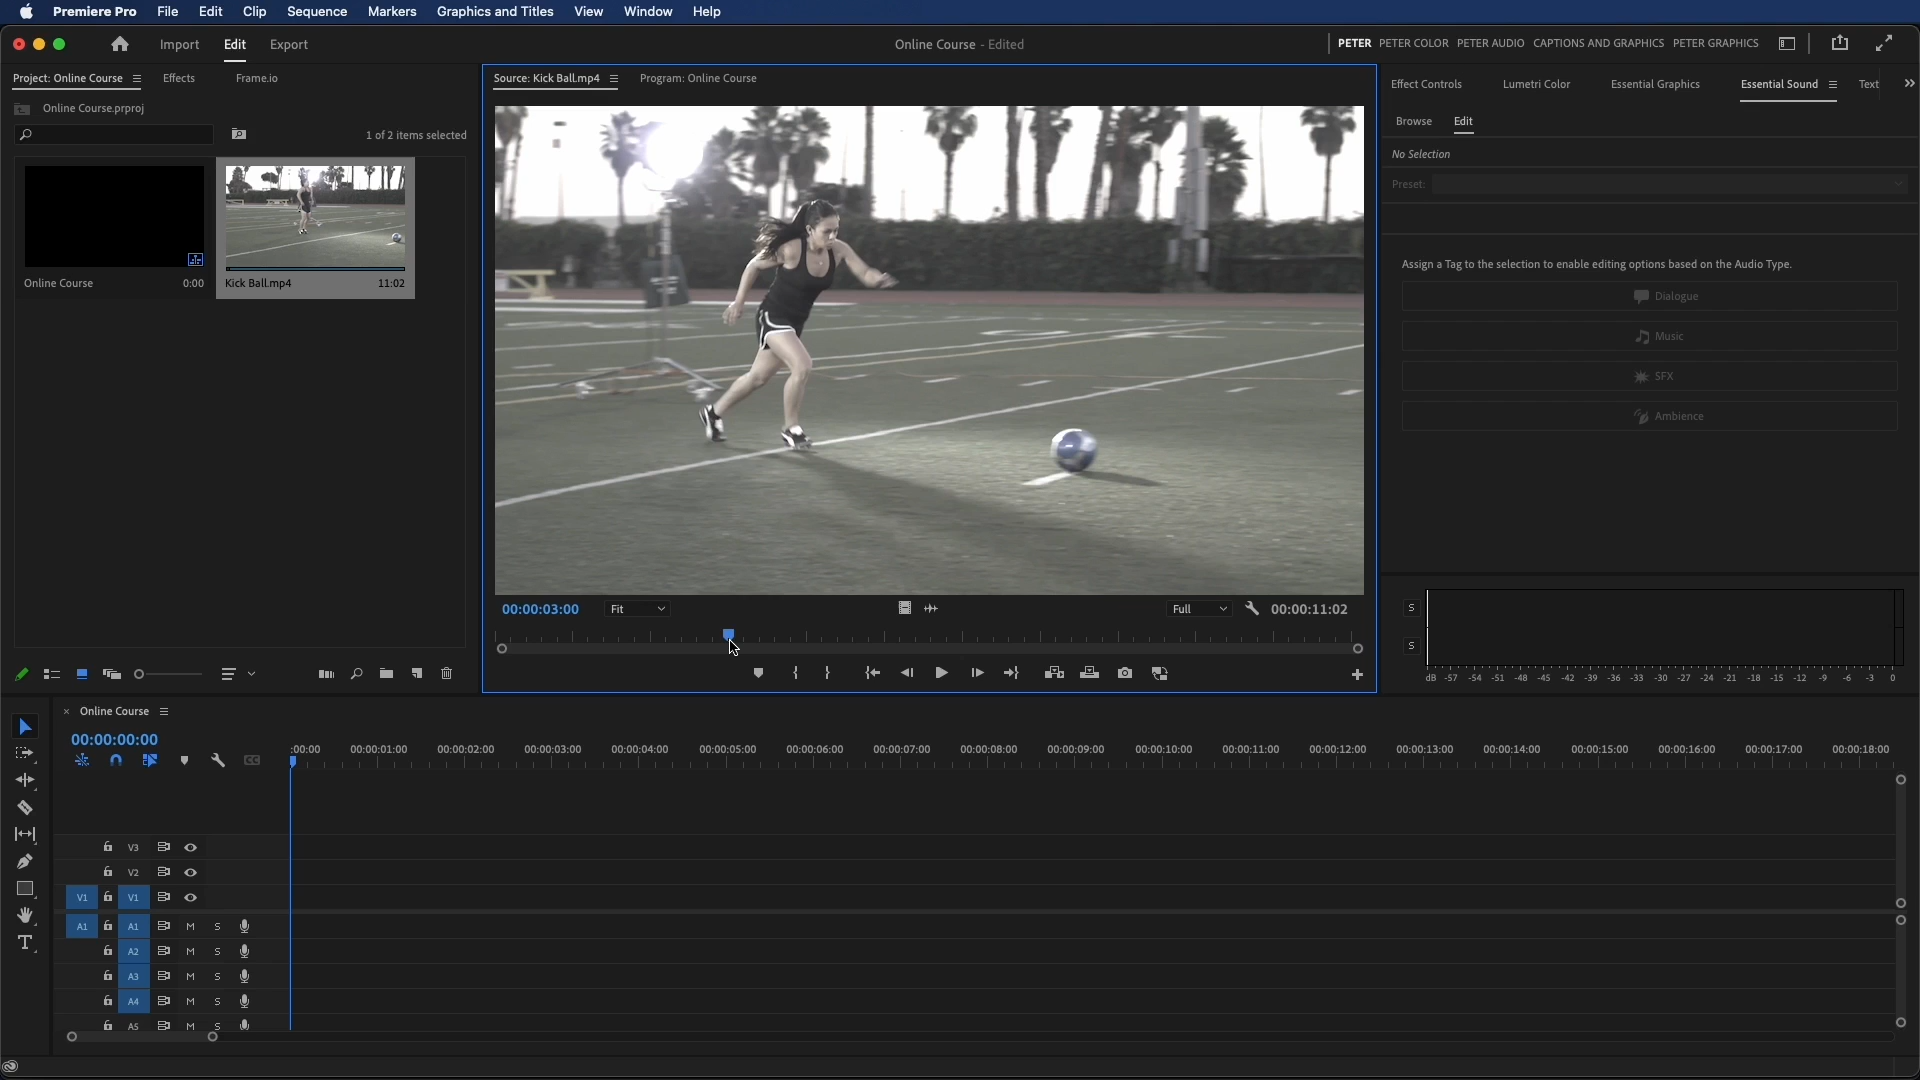 Premiere Pro File Edit Clip Sequence Markers Graphics and Titles View Window Help
Import Edit Export
Online Course - Edited
PETER PETER COLOR PETER AUDIO CAPTIONS AND GRAPHICS PETER GRAPHICS
Project: Online Course Effects Frame.io
Source: Kick Ball.mp4 Program: Online Course
Effect Controls Lumetri Color Essential Graphics Essential Sound Text
Online Course.prproj
1 of 2 items selected
Browse Edit
No Selection
Preset:
Online Course 0:00
Kick Ball.mp4 11:02
Assign a Tag to the selection to enable editing options based on the Audio Type.
Dialogue
Music
SFX
Ambience
00:00:03:00 Fit Full 00:00:11:02
S
S
dB -57 -54 -51 -48 -45 -42 -39 -36 -33 -30 -27 -24 -21 -18 -15 -12 -9 -6 -3 0
× Online Course
00:00:00:00
:00:00 00:00:01:00 00:00:02:00 00:00:03:00 00:00:04:00 00:00:05:00 00:00:06:00 00:00:07:00 00:00:08:00 00:00:09:00 00:00:10:00 00:00:11:00 00:00:12:00 00:00:13:00 00:00:14:00 00:00:15:00 00:00:16:00 00:00:17:00 00:00:18:00
CC
V3
V2
V1 V1
A1 A1 M S
A2 M S
A3 M S
A4 M S
A5 M S
T